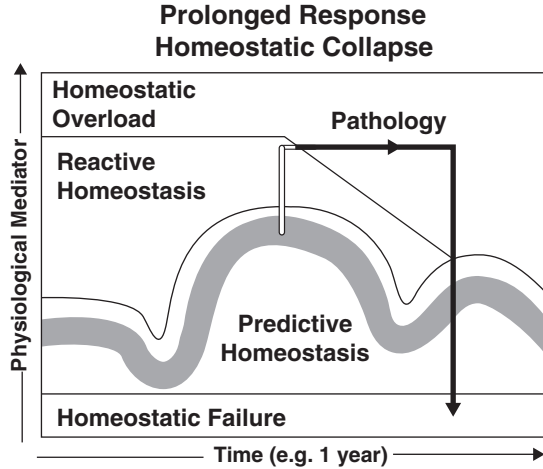 Prolonged Response
Homeostatic Collapse
Homeostatic
Overload
Pathology
Reactive
Homeostasis
Physiological Mediator
Predictive
Homeostasis
Homeostatic Failure
Time (e.g. 1 year)